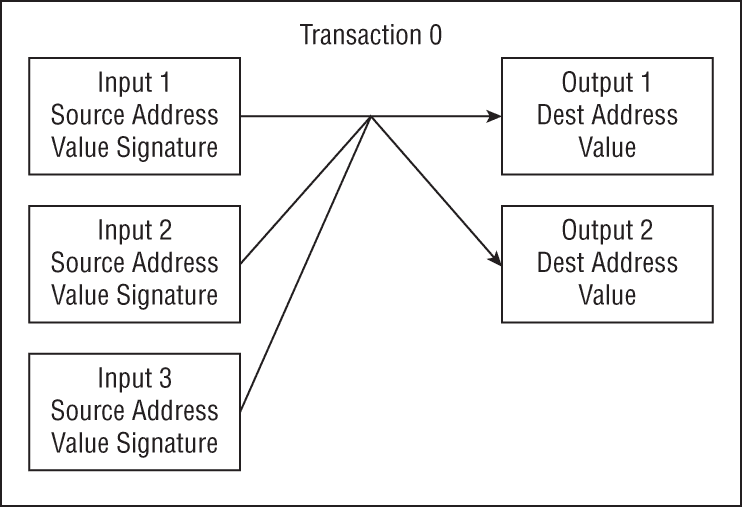 Transaction 0
Input 1
Source Address
Value Signature
Output 1
Dest Address
Value
Input 2
Source Address
Value Signature
Output 2
Dest Address
Value
Input 3
Source Address
Value Signature